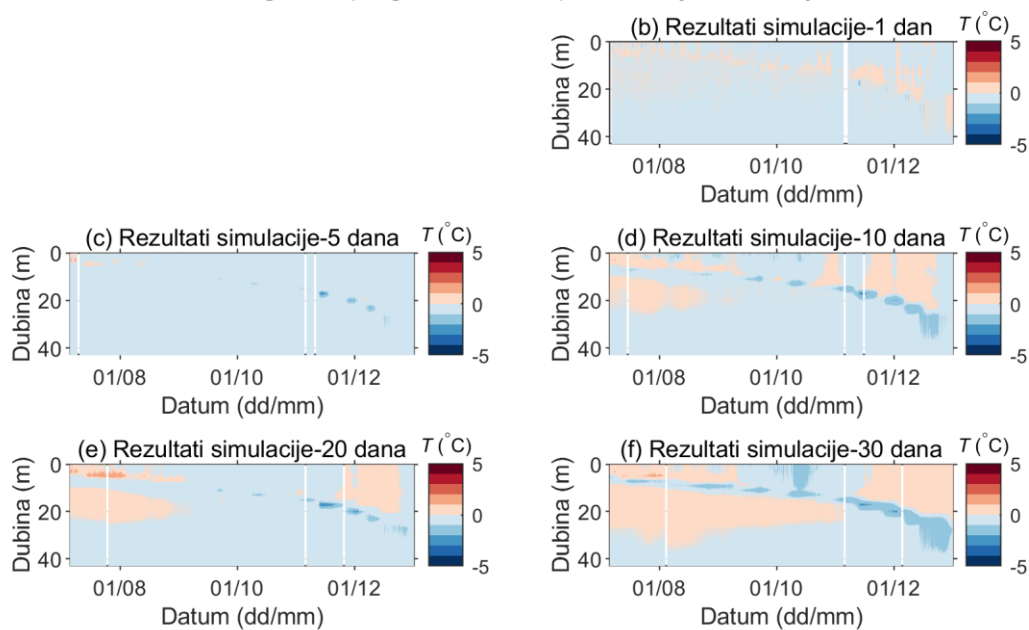 (b) Rezultati simulacije-1 dan
T (°C)
Dubina (m)
0
20
40
01/08
01/10
01/12
Datum (dd/mm)
5
0
-5
(c) Rezultati simulacije-5 dana
T (°C)
Dubina (m)
0
20
40
01/08
01/10
01/12
Datum (dd/mm)
5
0
-5
(d) Rezultati simulacije-10 dana
T (°C)
Dubina (m)
0
20
40
01/08
01/10
01/12
Datum (dd/mm)
5
0
-5
(e) Rezultati simulacije-20 dana
T (°C)
Dubina (m)
0
20
40
01/08
01/10
01/12
Datum (dd/mm)
5
0
-5
(f) Rezultati simulacije-30 dana
T (°C)
Dubina (m)
0
20
40
01/08
01/10
01/12
Datum (dd/mm)
5
0
-5